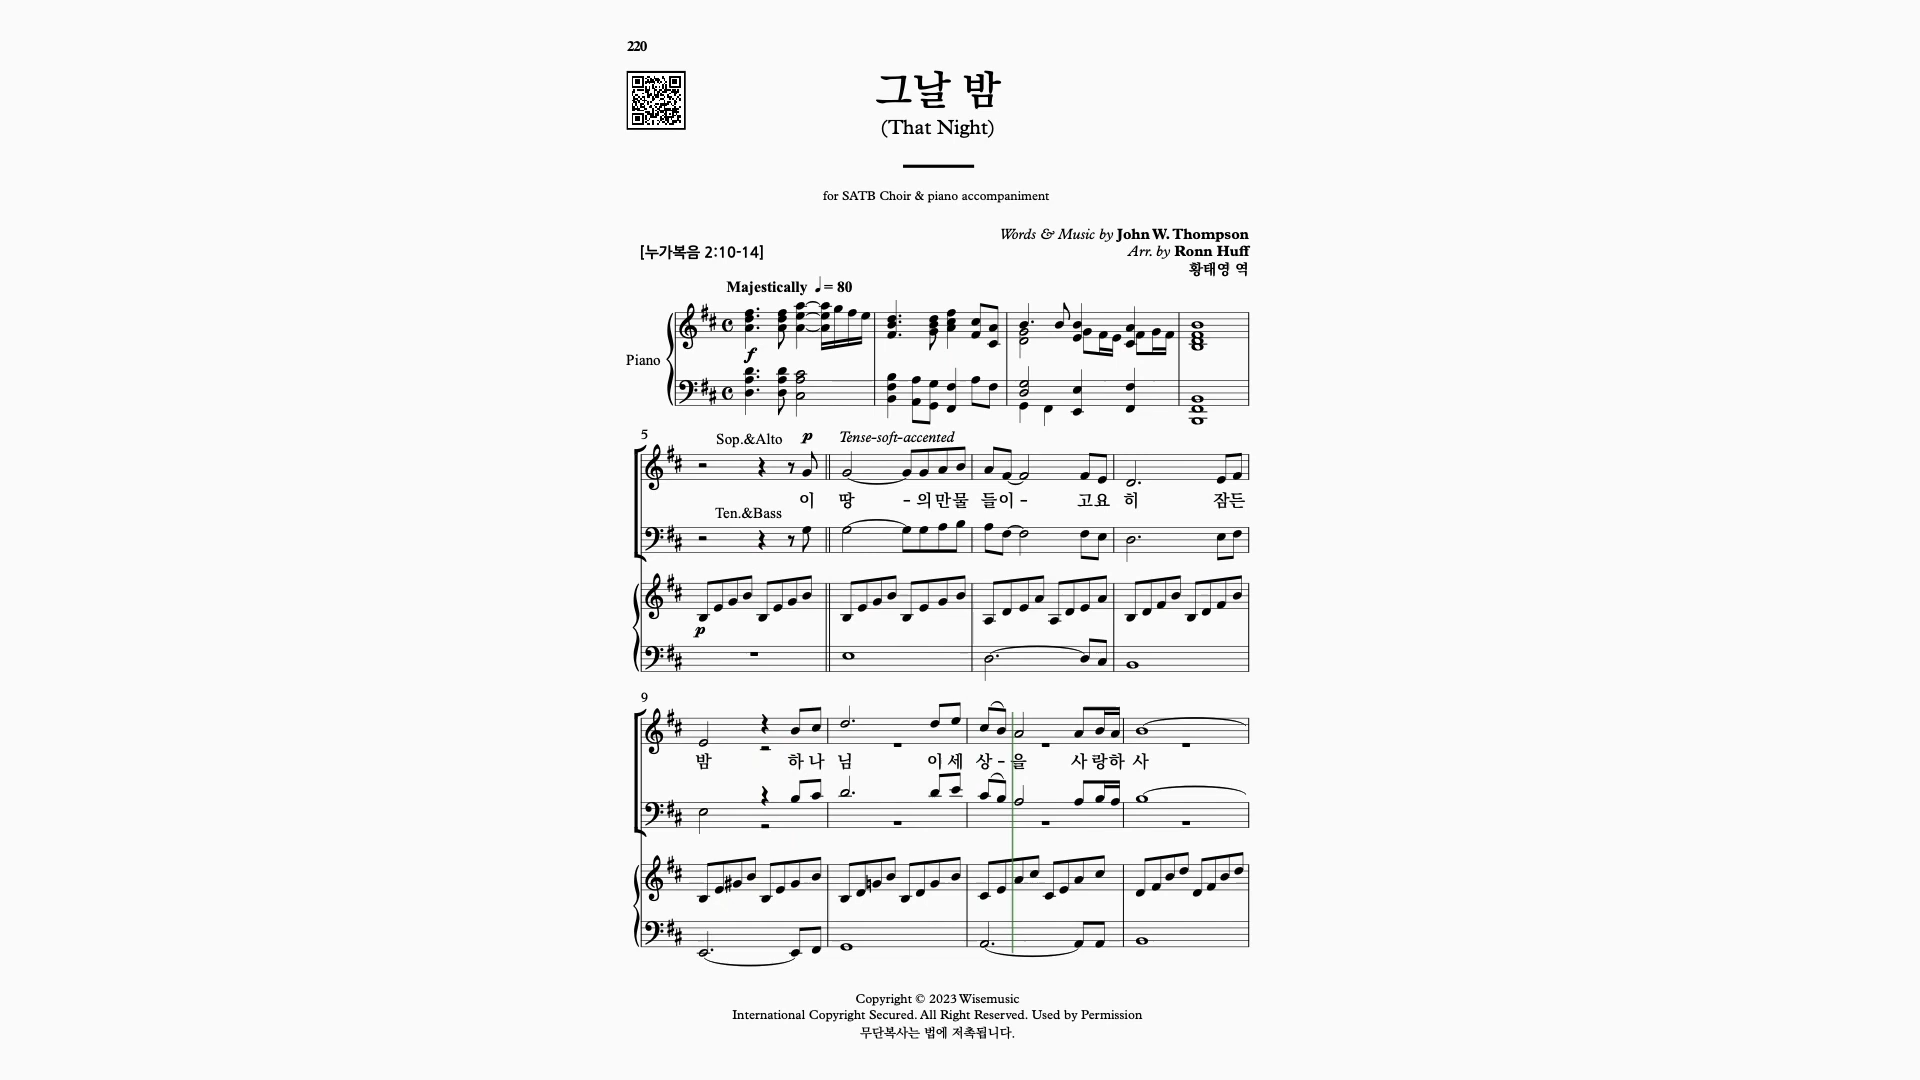 220
그날 밤
(That Night)
for SATB Choir & piano accompaniment
Words & Music by John W. Thompson
[누가복음 2:10-14]
Arr. by Ronn Huff
황태영 역
Majestically ♩= 80
Piano
f
5
Sop.&Alto p Tense-soft-accented
이 땅 - 의 만 물 들 이 - 고 요 히 잠 든
Ten.&Bass
p
9
밤 하 나 님 이 세 상 - 을 사 랑 하 사
Copyright © 2023 Wisemusic
International Copyright Secured. All Right Reserved. Used by Permission
무단복사는 법에 저촉됩니다.